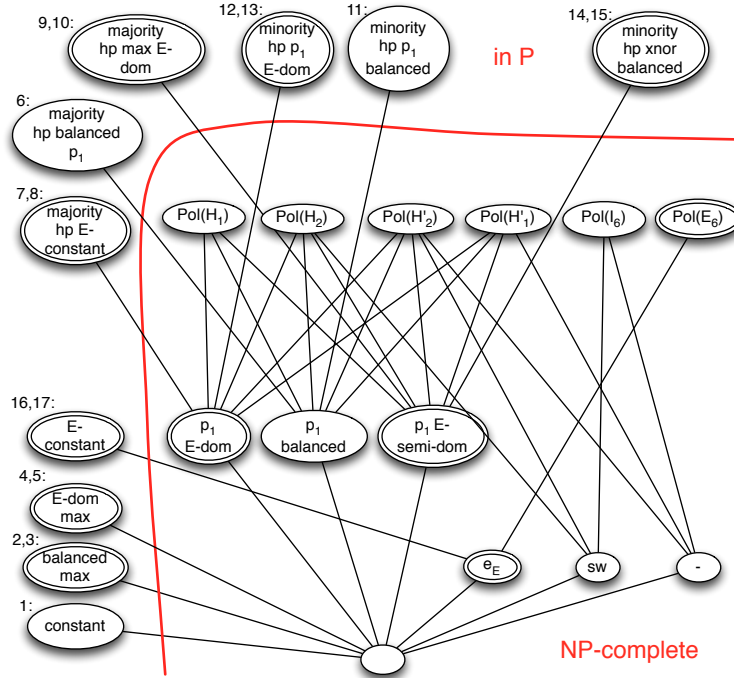 9,10:
majority
hp max E-
dom
12,13:
minority
hp p1
E-dom
11:
minority
hp p1
balanced
in P
14,15:
minority
hp xnor
balanced
6:
majority
hp balanced
p1
7,8:
majority
hp E-
constant
Pol(H1)
Pol(H2)
Pol(H'2)
Pol(H'1)
Pol(I6)
Pol(E6)
16,17:
E-
constant
p1
E-dom
p1
balanced
p1 E-
semi-dom
4,5:
E-dom
max
2,3:
balanced
max
eE
sw
-
1:
constant
NP-complete